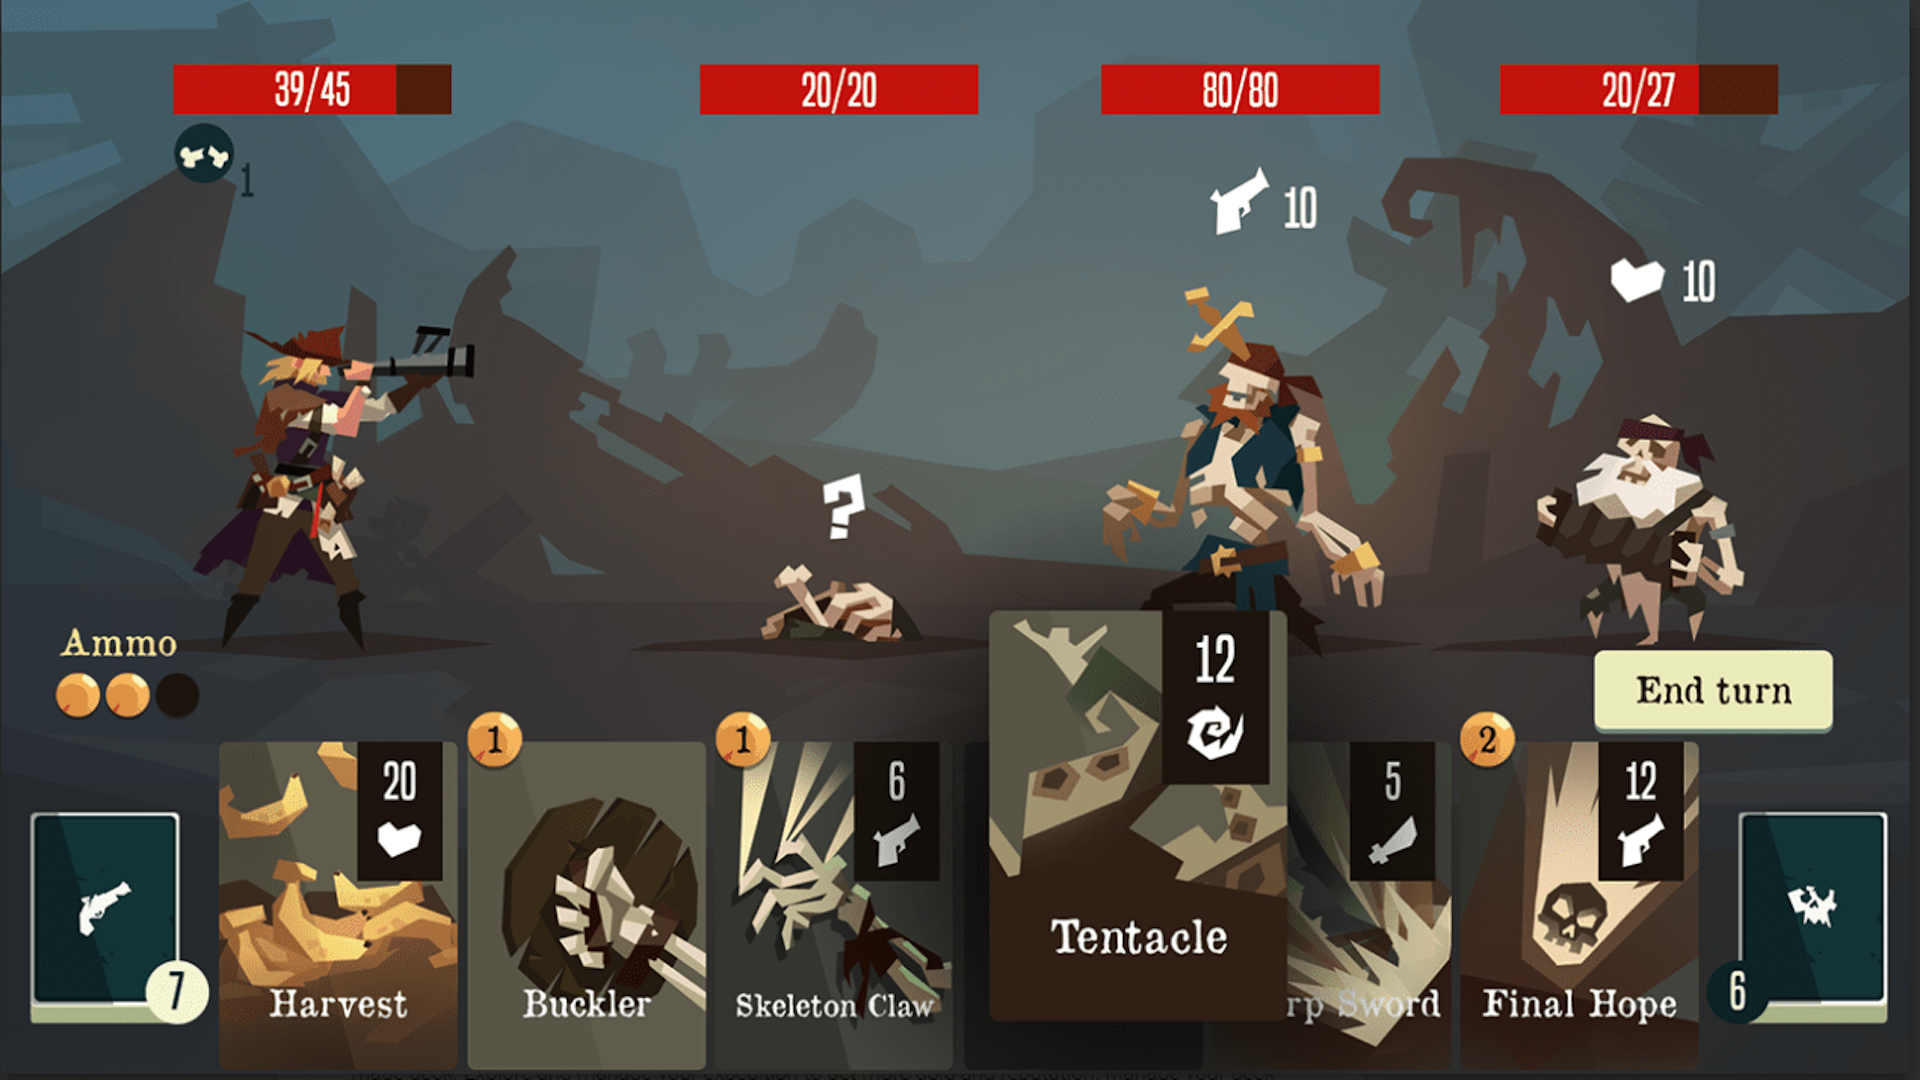 39/45
20/20
80/80
20/27
1
10
10
Ammo
End turn
1
1
2
20
6
12
5
12
Tentacle
7
Harvest
Buckler
Skeleton Claw
rp Sword
Final Hope
6